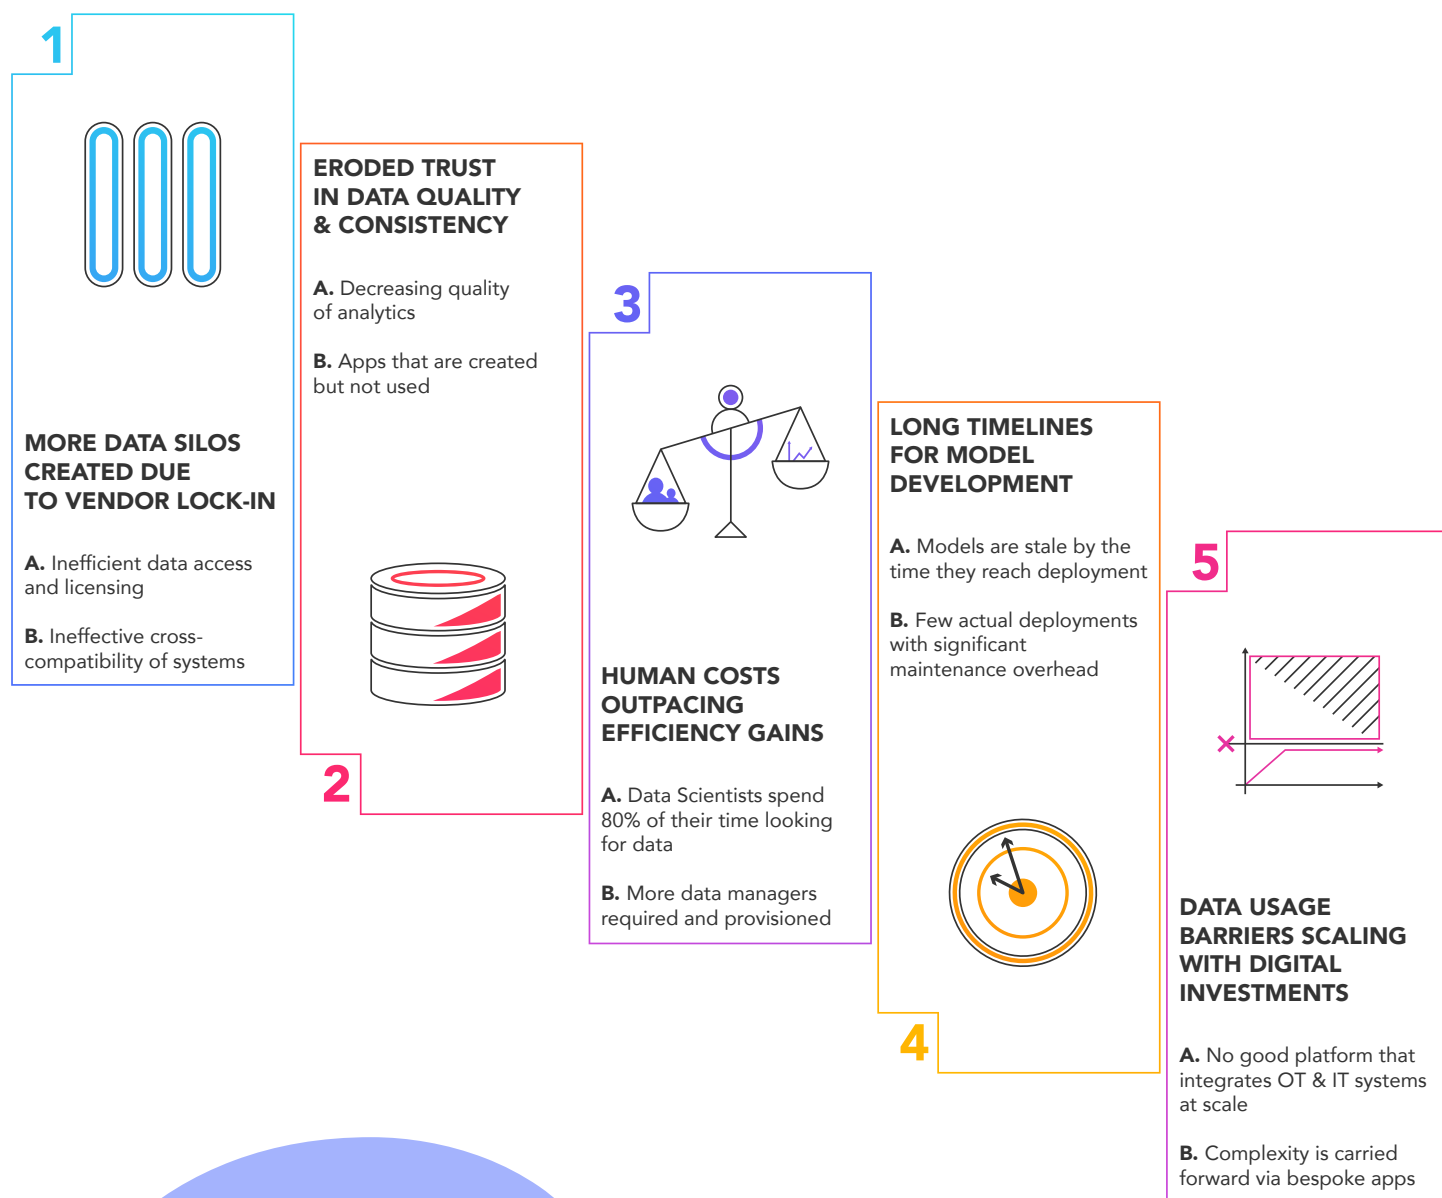 1
MORE DATA SILOS
CREATED DUE
TO VENDOR LOCK-IN
A. Inefficient data access
and licensing
B. Ineffective cross-
compatibility of systems
ERODED TRUST
IN DATA QUALITY
& CONSISTENCY
A. Decreasing quality
of analytics
B. Apps that are created
but not used
2
3
HUMAN COSTS
OUTPACING
EFFICIENCY GAINS
A. Data Scientists spend
80% of their time looking
for data
B. More data managers
required and provisioned
LONG TIMELINES
FOR MODEL
DEVELOPMENT
A. Models are stale by the
time they reach deployment
B. Few actual deployments
with significant
maintenance overhead
4
5
DATA USAGE
BARRIERS SCALING
WITH DIGITAL
INVESTMENTS
A. No good platform that
integrates OT & IT systems
at scale
B. Complexity is carried
forward via bespoke apps